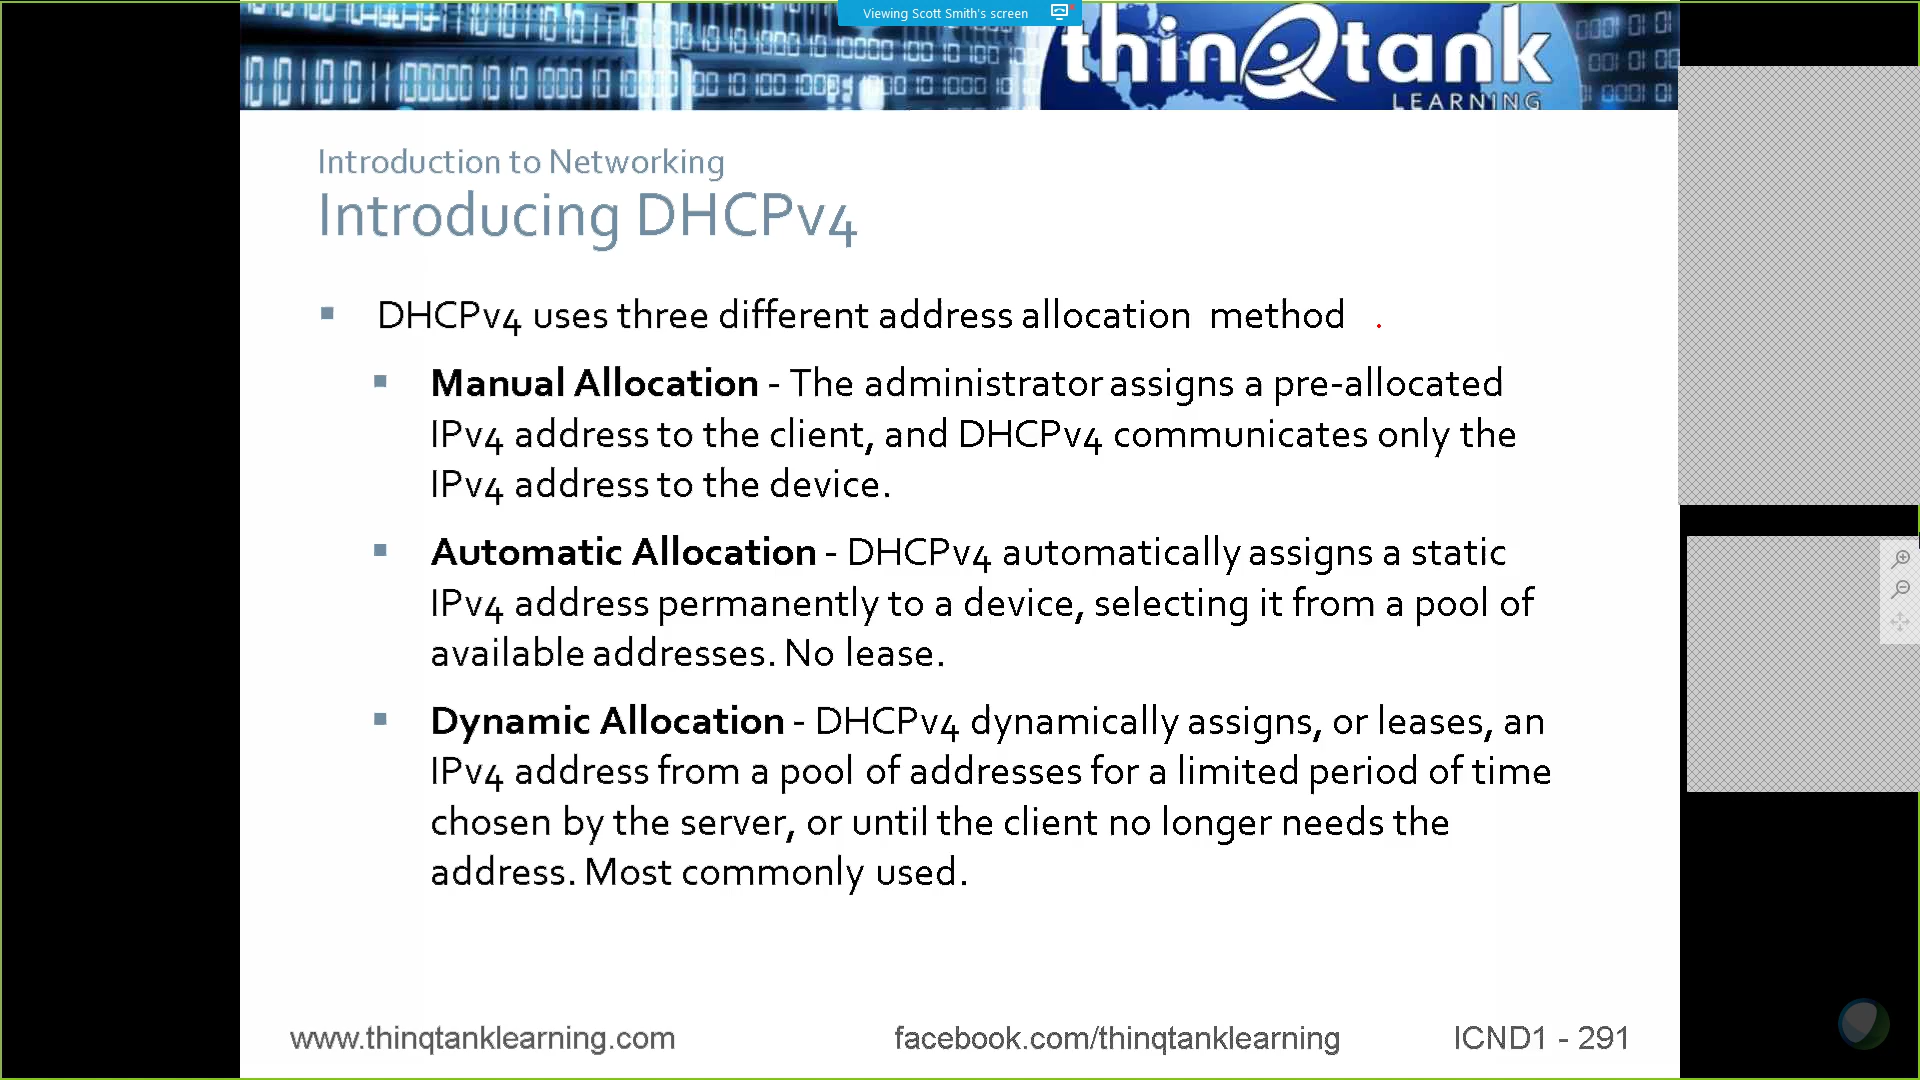 Viewing Scott Smith's screen
thinQtank
LEARNING
Introduction to Networking
Introducing DHCPv4
DHCPv4 uses three different address allocation method .
Manual Allocation - The administrator assigns a pre-allocated
IPv4 address to the client, and DHCPv4 communicates only the
IPv4 address to the device.
Automatic Allocation - DHCPv4 automatically assigns a static
IPv4 address permanently to a device, selecting it from a pool of
available addresses. No lease.
Dynamic Allocation - DHCPv4 dynamically assigns, or leases, an
IPv4 address from a pool of addresses for a limited period of time
chosen by the server, or until the client no longer needs the
address. Most commonly used.
www.thinqtanklearning.com facebook.com/thinqtanklearning ICND1 - 291